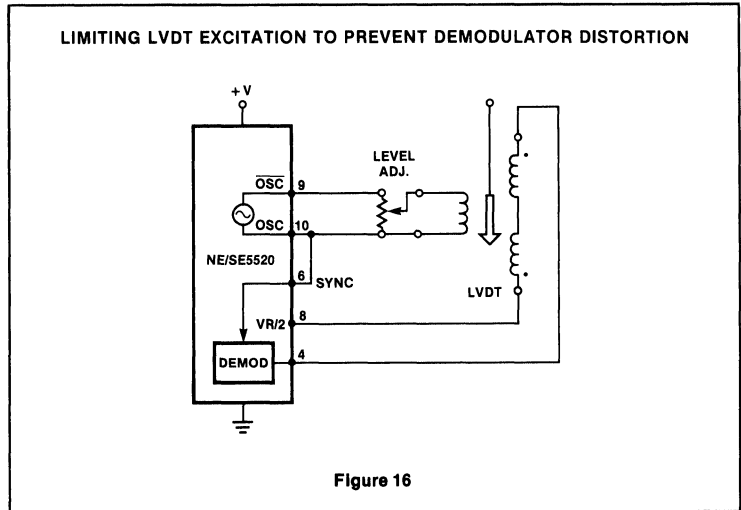 LIMITING LVDT EXCITATION TO PREVENT DEMODULATOR DISTORTION
+ V
LEVEL
ADJ.
OSC 9
OSC 10
NE/SE5520
6 SYNC
LVDT
VR/2 8
DEMOD 4
Figure 16